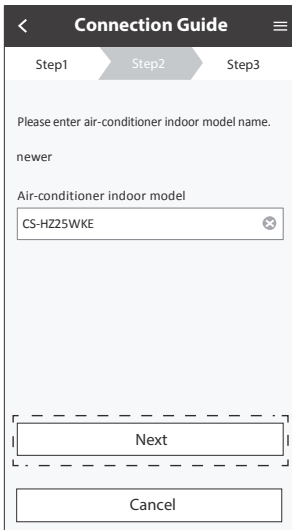 Connection Guide
Step1 Step2 Step3
Please enter air-conditioner indoor model name.
newer
Air-conditioner indoor model
CS-HZ25WKE
Next
Cancel